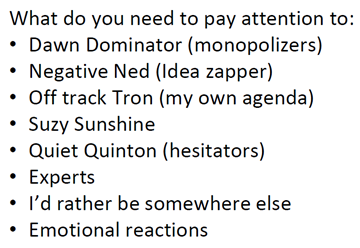 What do you need to pay attention to:
• Dawn Dominator (monopolizers)
• Negative Ned (Idea zapper)
• Off track Tron (my own agenda)
• Suzy Sunshine
• Quiet Quinton (hesitators)
• Experts
• I'd rather be somewhere else
• Emotional reactions